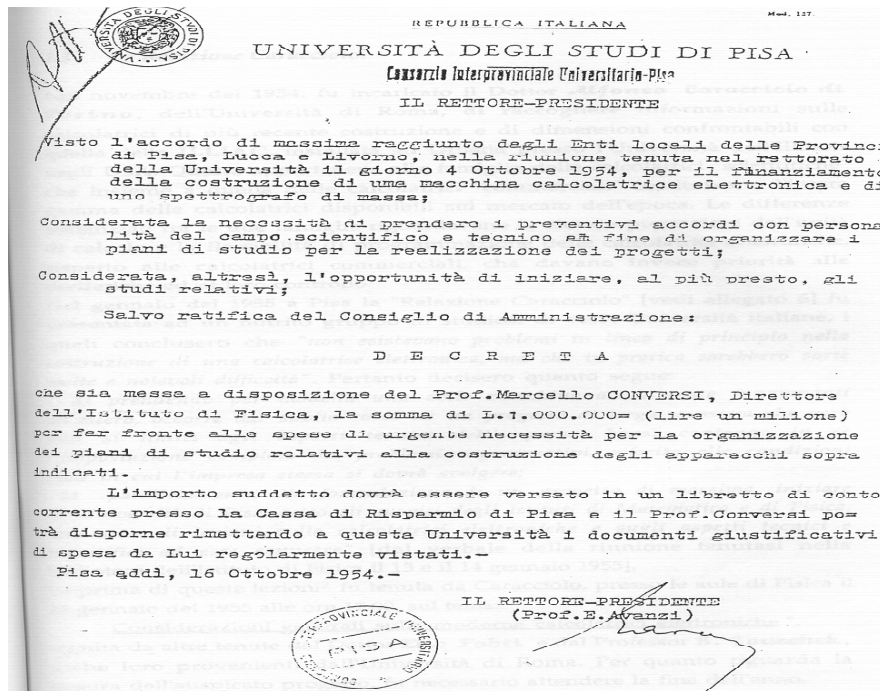 Mod. 127.
REPUBBLICA ITALIANA
UNIVERSITÀ DEGLI STUDI DI PISA
Consorzio Interprovinciale Universitario-Pisa
IL RETTORE-PRESIDENTE
Visto l'accordo di massima raggiunto dagli Enti locali delle Provinci
di Pisa, Lucca e Livorno, nella riunione tenuta nel rettorato
della Università il giorno 4 Ottobre 1954, per il finanziamento
della costruzione di uma macchina calcolatrice elettronica e di
uno spettrografo di massa;
Considerata la necessità di prendere i preventivi accordi con persona
lità del campo scientifico e tecnico al fine di organizzare i
piani di studio per la realizzazione dei progetti;
Considerata, altresì, l'opportunità di iniziare, al più presto, gli
studi relativi;
Salvo ratifica del Consiglio di Amministrazione:
D E C R E T A
che sia messa a disposizione del Prof.Marcello CONVERSI, Direttore
dell'Istituto di Fisica, la somma di L.1.000.000= (lire un milione)
per far fronte alle spese di urgente necessità per la organizzazione
dei piani di studio relativi alla costruzione degli apparecchi sopra
indicati.
L'importo suddetto dovrà essere versato in un libretto di conto
corrente presso la Cassa di Risparmio di Pisa e il Prof.Conversi po=
trà disporne rimettendo a questa Università i documenti giustificativi
di spesa da Lui regolarmente vistati.-
Pisa addì, 16 Ottobre 1954.-
IL RETTORE-PRESIDENTE
(Prof.E.Avanzi)
PISA